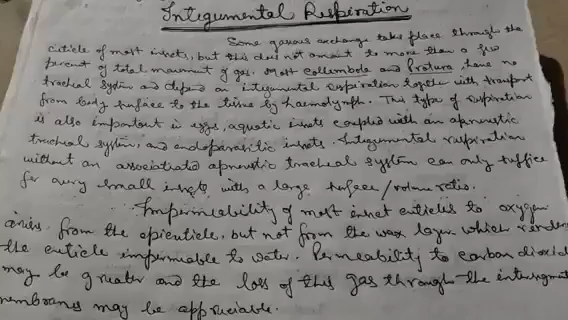 Integumental Respiration
Some gaseous exchange take place through the
cuticle of most insects, but this does not amount to more than a few
percent of total movement of gas. Most collembola and Protura have no
tracheal system and depend on integumental respiration together with transport
from body surface to the tissue by haemolymph. This type of respiration
is also important in eggs, aquatic insects coupled with an apneustic
tracheal system, and endoparasitic insects. Integumental respiration
without an associated apneustic tracheal system can only suffice
for very small insects with a large surface/volume ratio.
Impermeability of most insect cuticles to oxygen
arises from the epicuticle, but not from the wax layer which renders
the cuticle impermiable to water. Permeability to carbon dioxid
may be greater and the loss of this gas through the intersegment
membranes may be appriciable.